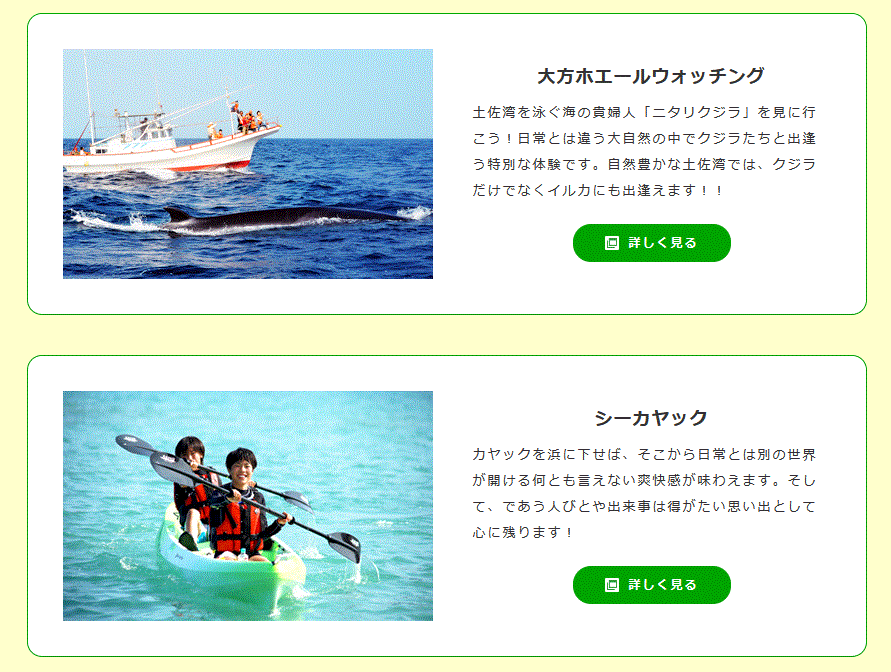 大方ホエールウォッチング
土佐湾を泳ぐ海の貴婦人「ニタリクジラ」を見に行
こう！日常とは違う大自然の中でクジラたちと出逢
う特別な体験です。自然豊かな土佐湾では、クジラ
だけでなくイルカにも出逢えます！！
詳しく見る
シーカヤック
カヤックを浜に下せば、そこから日常とは別の世界
が開ける何とも言えない爽快感が味わえます。そし
て、であう人びとや出来事は得がたい思い出として
心に残ります！
詳しく見る